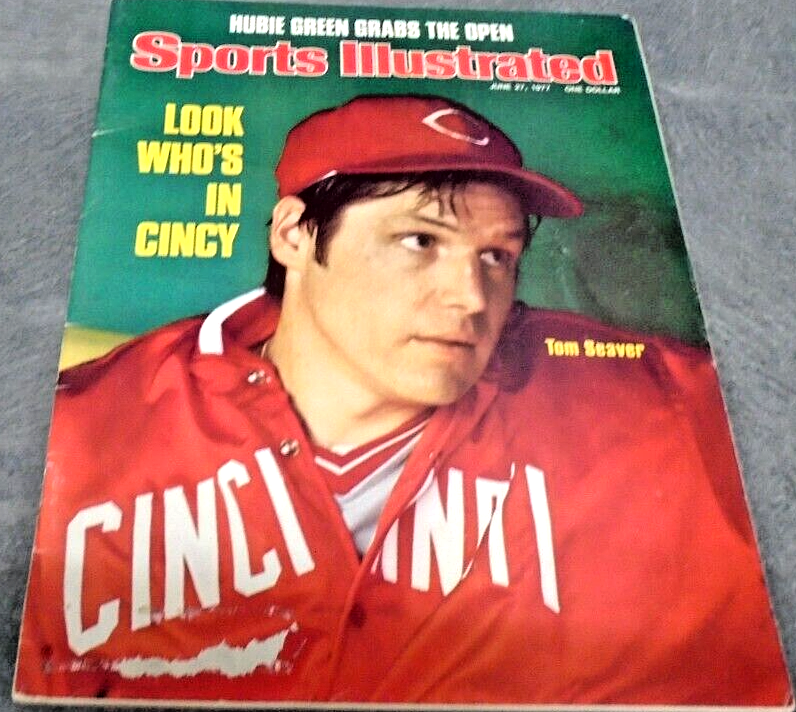 HUBIE GREEN GRABS THE OPEN
Sports Illustrated
JUNE 27, 1977 ONE DOLLAR
LOOK
WHO'S
IN
CINCY
Tom Seaver
CINCI NNTI